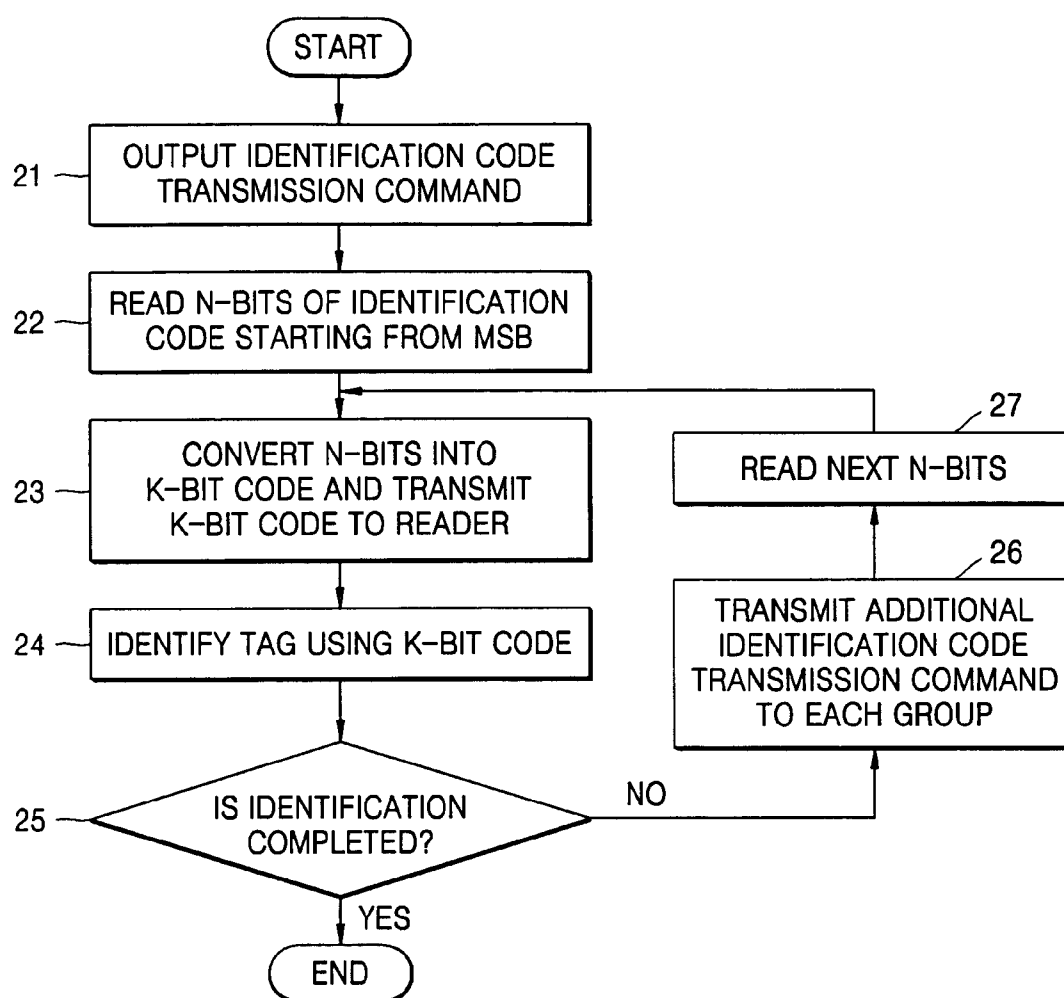 START
21
OUTPUT IDENTIFICATION CODE
TRANSMISSION COMMAND
22
READ N-BITS OF IDENTIFICATION
CODE STARTING FROM MSB
23
CONVERT N-BITS INTO
K-BIT CODE AND TRANSMIT
K-BIT CODE TO READER
24
IDENTIFY TAG USING K-BIT CODE
25
IS IDENTIFICATION
COMPLETED?
NO
YES
END
26
TRANSMIT ADDITIONAL
IDENTIFICATION CODE
TRANSMISSION COMMAND
TO EACH GROUP
27
READ NEXT N-BITS